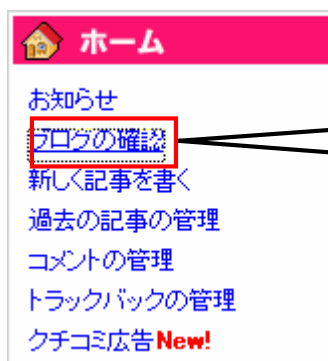 ホーム
お知らせ
ブログの確認
新しく記事を書く
過去の記事の管理
コメントの管理
トラックバックの管理
クチコミ広告New!